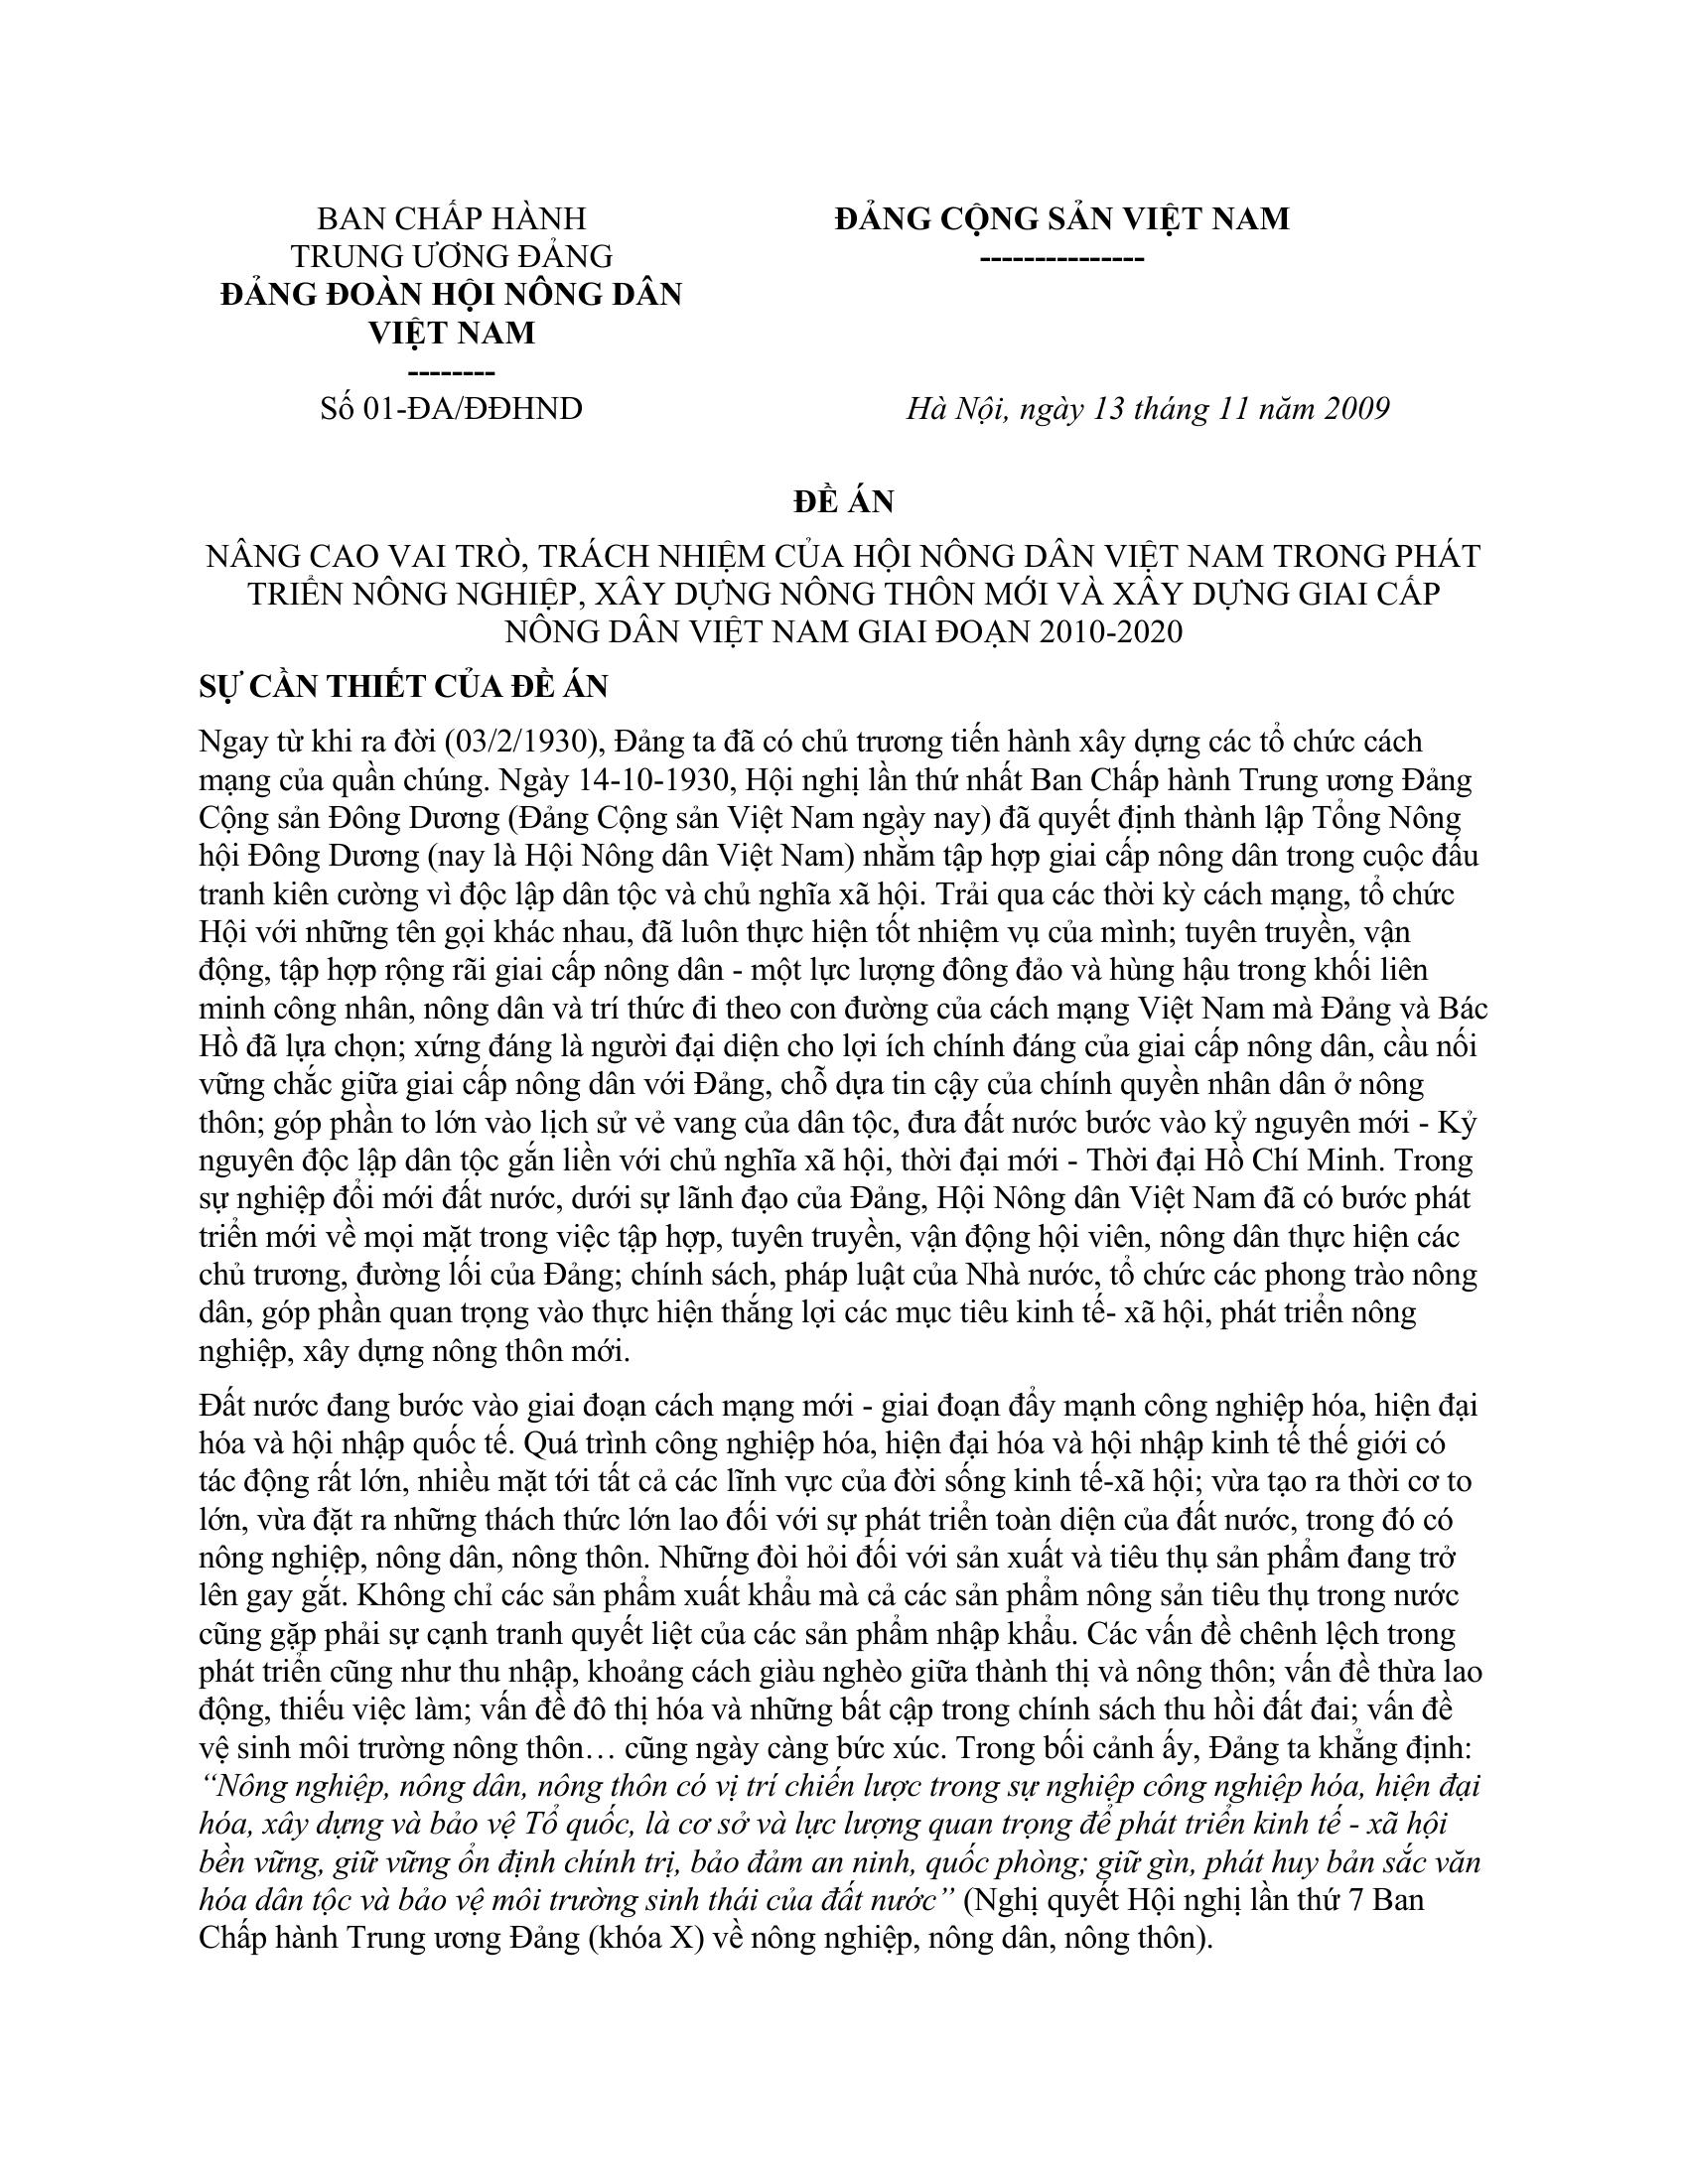 BAN CHẤP HÀNH
TRUNG ƯƠNG ĐẢNG
ĐẢNG ĐOÀN HỘI NÔNG DÂN
VIỆT NAM
--------
Số 01-ĐA/ĐĐHND
ĐẢNG CỘNG SẢN VIỆT NAM
---------------
Hà Nội, ngày 13 tháng 11 năm 2009
ĐỀ ÁN
NÂNG CAO VAI TRÒ, TRÁCH NHIỆM CỦA HỘI NÔNG DÂN VIỆT NAM TRONG PHÁT
TRIỂN NÔNG NGHIỆP, XÂY DỰNG NÔNG THÔN MỚI VÀ XÂY DỰNG GIAI CẤP
NÔNG DÂN VIỆT NAM GIAI ĐOẠN 2010-2020
SỰ CẦN THIẾT CỦA ĐỀ ÁN
Ngay từ khi ra đời (03/2/1930), Đảng ta đã có chủ trương tiến hành xây dựng các tổ chức cách
mạng của quần chúng. Ngày 14-10-1930, Hội nghị lần thứ nhất Ban Chấp hành Trung ương Đảng
Cộng sản Đông Dương (Đảng Cộng sản Việt Nam ngày nay) đã quyết định thành lập Tổng Nông
hội Đông Dương (nay là Hội Nông dân Việt Nam) nhằm tập hợp giai cấp nông dân trong cuộc đấu
tranh kiên cường vì độc lập dân tộc và chủ nghĩa xã hội. Trải qua các thời kỳ cách mạng, tổ chức
Hội với những tên gọi khác nhau, đã luôn thực hiện tốt nhiệm vụ của mình; tuyên truyền, vận
động, tập hợp rộng rãi giai cấp nông dân - một lực lượng đông đảo và hùng hậu trong khối liên
minh công nhân, nông dân và trí thức đi theo con đường của cách mạng Việt Nam mà Đảng và Bác
Hồ đã lựa chọn; xứng đáng là người đại diện cho lợi ích chính đáng của giai cấp nông dân, cầu nối
vững chắc giữa giai cấp nông dân với Đảng, chỗ dựa tin cậy của chính quyền nhân dân ở nông
thôn; góp phần to lớn vào lịch sử vẻ vang của dân tộc, đưa đất nước bước vào kỷ nguyên mới - Kỷ
nguyên độc lập dân tộc gắn liền với chủ nghĩa xã hội, thời đại mới - Thời đại Hồ Chí Minh. Trong
sự nghiệp đổi mới đất nước, dưới sự lãnh đạo của Đảng, Hội Nông dân Việt Nam đã có bước phát
triển mới về mọi mặt trong việc tập hợp, tuyên truyền, vận động hội viên, nông dân thực hiện các
chủ trương, đường lối của Đảng; chính sách, pháp luật của Nhà nước, tổ chức các phong trào nông
dân, góp phần quan trọng vào thực hiện thắng lợi các mục tiêu kinh tế- xã hội, phát triển nông
nghiệp, xây dựng nông thôn mới.
Đất nước đang bước vào giai đoạn cách mạng mới - giai đoạn đẩy mạnh công nghiệp hóa, hiện đại
hóa và hội nhập quốc tế. Quá trình công nghiệp hóa, hiện đại hóa và hội nhập kinh tế thế giới có
tác động rất lớn, nhiều mặt tới tất cả các lĩnh vực của đời sống kinh tế-xã hội; vừa tạo ra thời cơ to
lớn, vừa đặt ra những thách thức lớn lao đối với sự phát triển toàn diện của đất nước, trong đó có
nông nghiệp, nông dân, nông thôn. Những đòi hỏi đối với sản xuất và tiêu thụ sản phẩm đang trở
lên gay gắt. Không chỉ các sản phẩm xuất khẩu mà cả các sản phẩm nông sản tiêu thụ trong nước
cũng gặp phải sự cạnh tranh quyết liệt của các sản phẩm nhập khẩu. Các vấn đề chênh lệch trong
phát triển cũng như thu nhập, khoảng cách giàu nghèo giữa thành thị và nông thôn; vấn đề thừa lao
động, thiếu việc làm; vấn đề đô thị hóa và những bất cập trong chính sách thu hồi đất đai; vấn đề
vệ sinh môi trường nông thôn… cũng ngày càng bức xúc. Trong bối cảnh ấy, Đảng ta khẳng định:
“Nông nghiệp, nông dân, nông thôn có vị trí chiến lược trong sự nghiệp công nghiệp hóa, hiện đại
hóa, xây dựng và bảo vệ Tổ quốc, là cơ sở và lực lượng quan trọng để phát triển kinh tế - xã hội
bền vững, giữ vững ổn định chính trị, bảo đảm an ninh, quốc phòng; giữ gìn, phát huy bản sắc văn
hóa dân tộc và bảo vệ môi trường sinh thái của đất nước” (Nghị quyết Hội nghị lần thứ 7 Ban
Chấp hành Trung ương Đảng (khóa X) về nông nghiệp, nông dân, nông thôn).